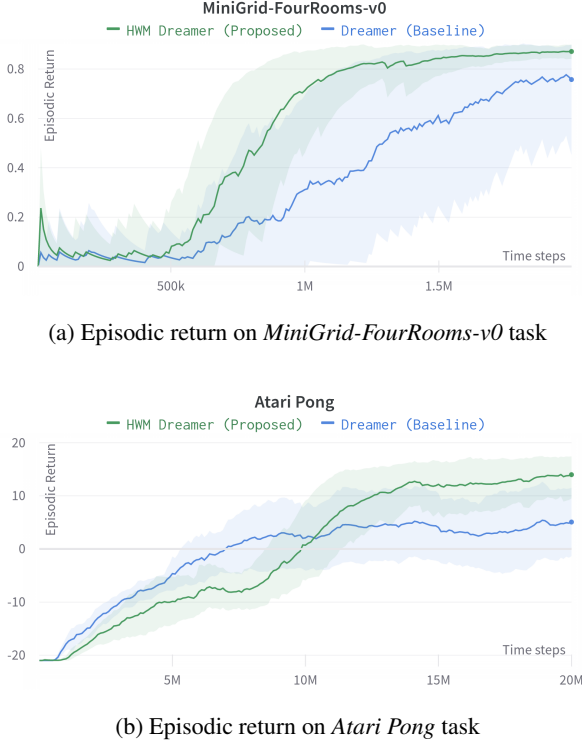 MiniGrid-FourRooms-v0
HWM Dreamer (Proposed) Dreamer (Baseline)
Episodic Return
0.8
0.6
0.4
0.2
0
Time steps
500k 1M 1.5M
(a) Episodic return on MiniGrid-FourRooms-v0 task
Atari Pong
HWM Dreamer (Proposed) Dreamer (Baseline)
Episodic Return
20
10
0
-10
-20
Time steps
5M 10M 15M 20M
(b) Episodic return on Atari Pong task